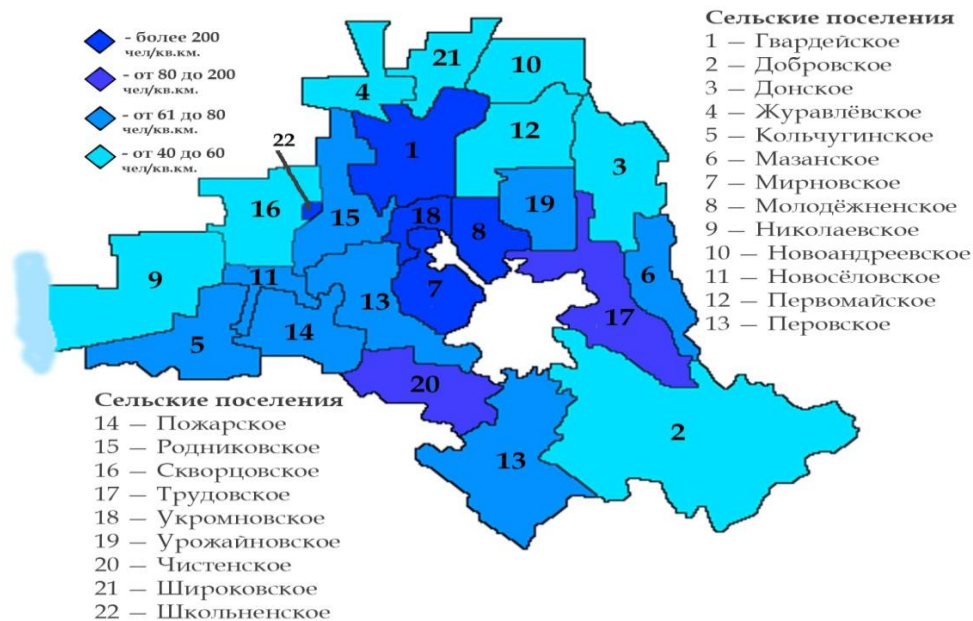 - более 200
чел/кв.км.
- от 80 до 200
чел/кв.км.
- от 61 до 80
чел/кв.км.
- от 40 до 60
чел/кв.км.
Сельские поселения
1 — Гвардейское
2 — Добровское
3 — Донское
4 — Журавлёвское
5 — Кольчугинское
6 — Мазанское
7 — Мирновское
8 — Молодёжненское
9 — Николаевское
10 — Новоандреевское
11 — Новосёловское
12 — Первомайское
13 — Перовское
21
10
4
1
12
22
3
16
15
18
19
8
9
11
6
7
13
17
5
14
20
2
13
Сельские поселения
14 — Пожарское
15 — Родниковское
16 — Скворцовское
17 — Трудовское
18 — Укромновское
19 — Урожайновское
20 — Чистенское
21 — Широковское
22 — Школьненское